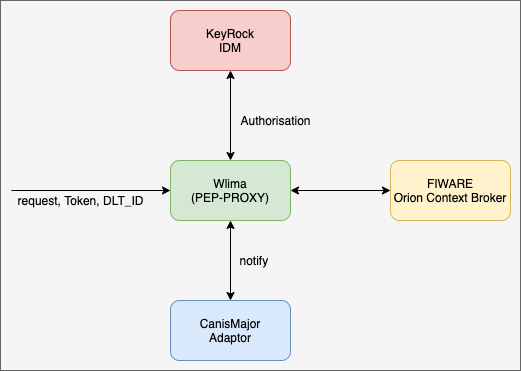 KeyRock
IDM
Authorisation
Wlima
(PEP-PROXY)
FIWARE
Orion Context Broker
request, Token, DLT_ID
notify
CanisMajor
Adaptor